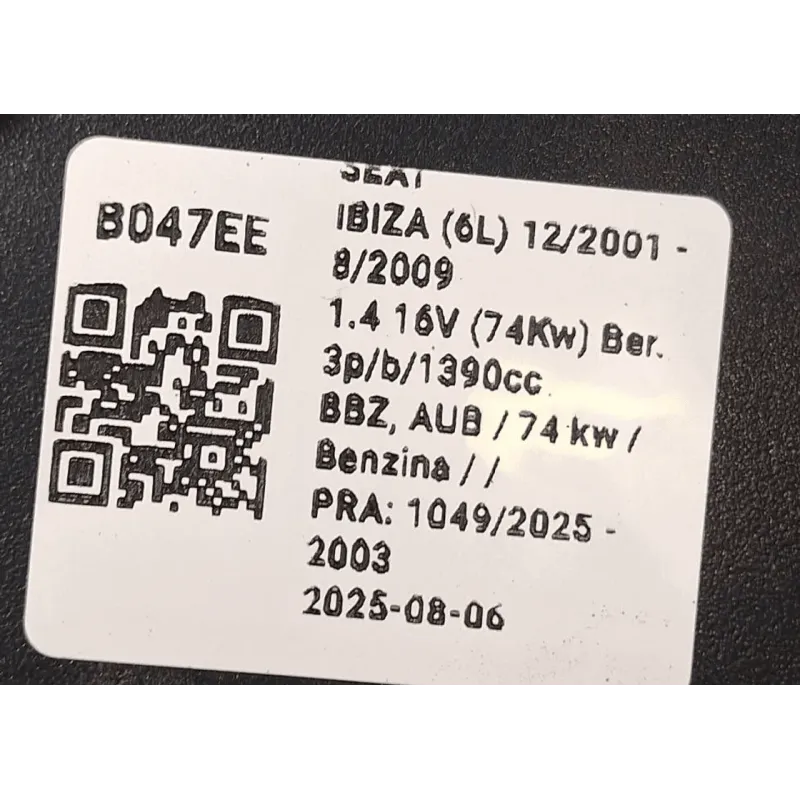 B047EE
SEAT
IBIZA (6L) 12/2001 -
8/2009
1.4 16V (74Kw) Ber.
3p/b/1390cc
BBZ, AUB / 74 kw /
Benzina / /
PRA: 1049/2025 -
2003
2025-08-06